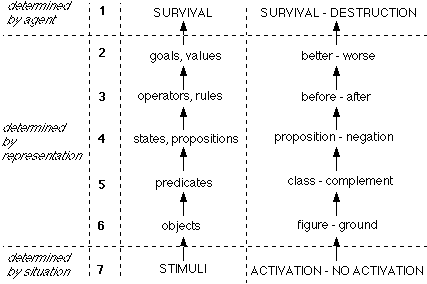 determined
by agent
1 SURVIVAL SURVIVAL - DESTRUCTION
2 goals, values better - worse
3 operators, rules before - after
determined
by
representation
4 states, propositions proposition - negation
5 predicates class - complement
6 objects figure - ground
determined
by situation
7 STIMULI ACTIVATION - NO ACTIVATION